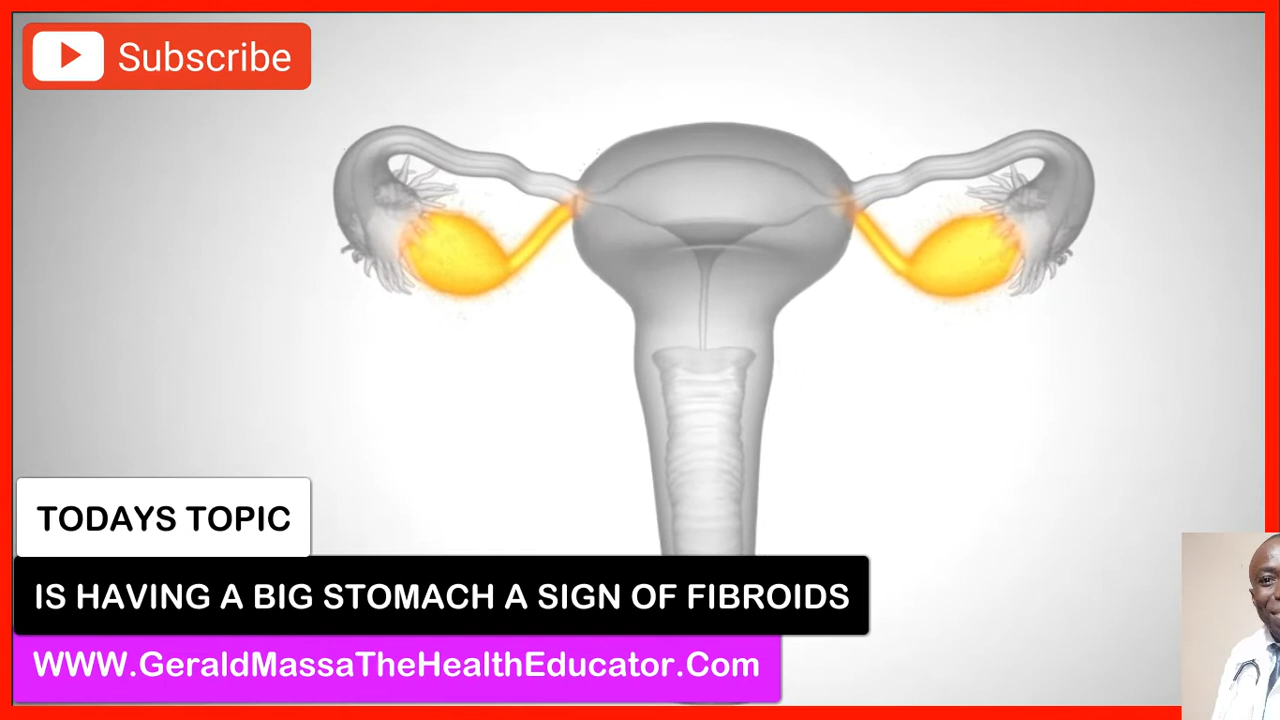 Subscribe
TODAYS TOPIC
IS HAVING A BIG STOMACH A SIGN OF FIBROIDS
WWW.GeraldMassaTheHealthEducator.Com